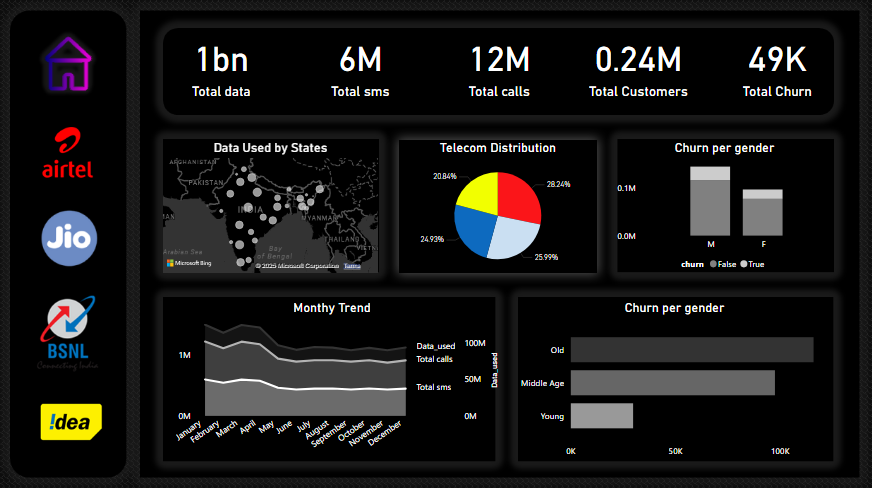 airtel
Jio
BSNL
Connecting India
!dea
1bn
Total data
6M
Total sms
12M
Total calls
0.24M
Total Customers
49K
Total Churn
Data Used by States
AFGHANISTAN
PAKISTAN
INDIA
MYANMAR
THAILAND
Arabian Sea
Bay
of Bengal
Microsoft Bing
© 2025 Microsoft Corporation Terms
Telecom Distribution
20.84%
28.24%
24.93%
25.99%
Churn per gender
0.1M
0.0M
M
F
churn False True
Monthy Trend
1M
0M
Data_used
Total calls
Total sms
100M
50M
0M
Data_used
January
February
March
April
May
June
July
August
September
October
November
December
Churn per gender
Old
Middle Age
Young
0K
50K
100K